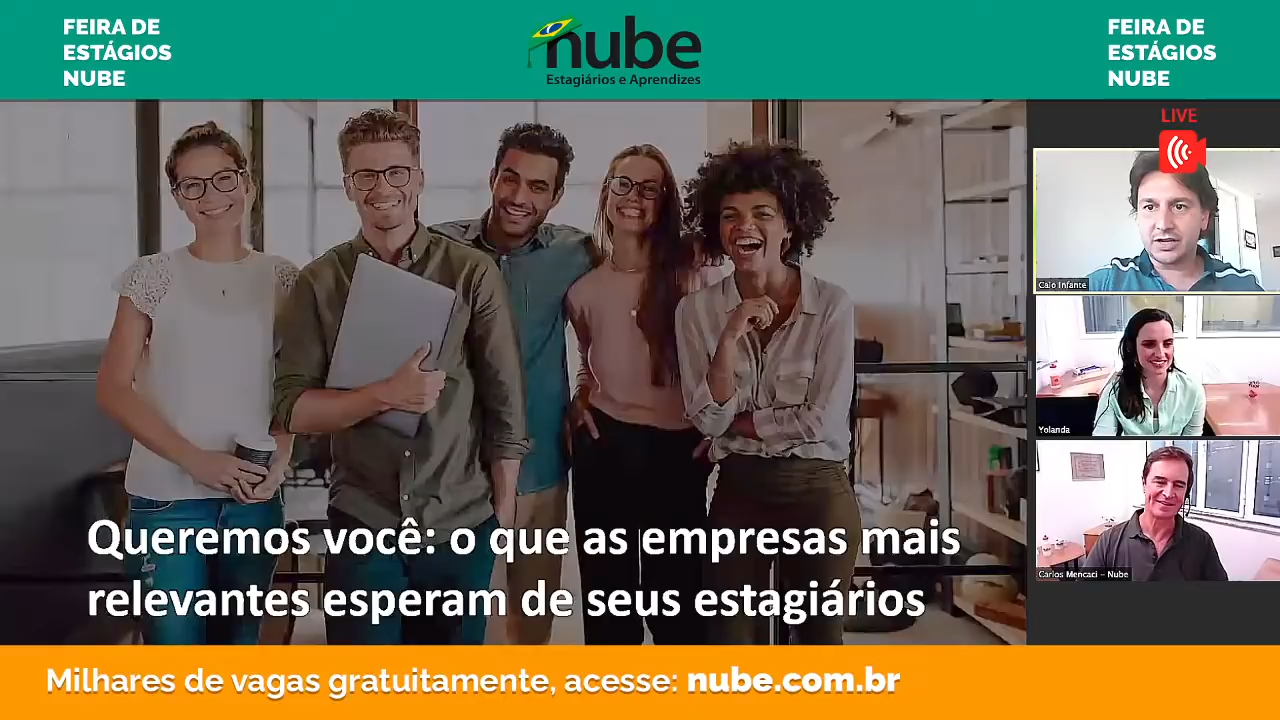 FEIRA DE
ESTÁGIOS
NUBE
nube
Estagiários e Aprendizes
FEIRA DE
ESTÁGIOS
NUBE
LIVE
Caio Infante
Yolanda
Carlos Mencaci – Nube
Queremos você: o que as empresas mais
relevantes esperam de seus estagiários
Milhares de vagas gratuitamente, acesse: nube.com.br